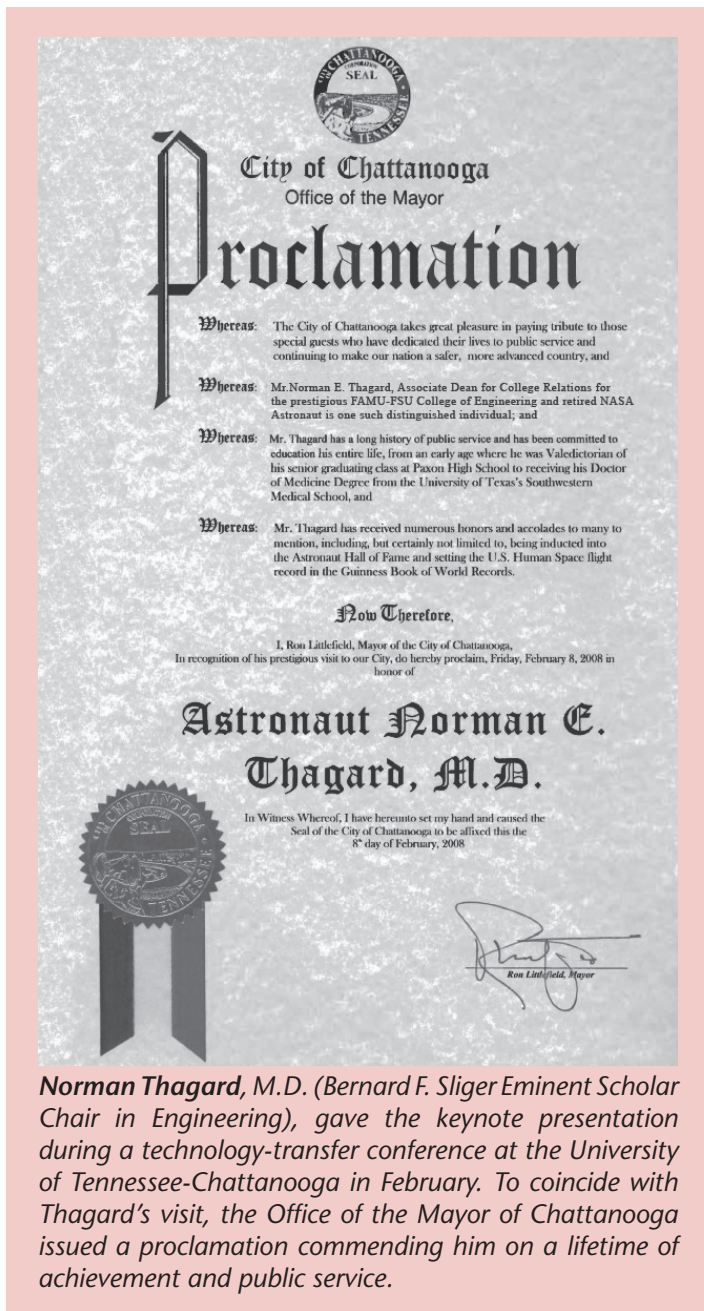 CITY OF CHATTANOOGA
CORPORATION
SEAL
TENNESSEE
City of Chattanooga
Office of the Mayor
Proclamation
Whereas: The City of Chattanooga takes great pleasure in paying tribute to those
special guests who have dedicated their lives to public service and
continuing to make our nation a safer, more advanced country, and
Whereas: Mr.Norman E. Thagard, Associate Dean for College Relations for
the prestigious FAMU-FSU College of Engineering and retired NASA
Astronaut is one such distinguished individual; and
Whereas: Mr. Thagard has a long history of public service and has been committed to
education his entire life, from an early age where he was Valedictorian of
his senior graduating class at Paxon High School to receiving his Doctor
of Medicine Degree from the University of Texas's Southwestern
Medical School, and
Whereas: Mr. Thagard has received numerous honors and accolades to many to
mention, including, but certainly not limited to, being inducted into
the Astronaut Hall of Fame and setting the U.S. Human Space flight
record in the Guinness Book of World Records.
Now Therefore,
I, Ron Littlefield, Mayor of the City of Chattanooga,
In recognition of his prestigious visit to our City, do hereby proclaim, Friday, February 8, 2008 in
honor of
Astronaut Norman E.
Thagard, M.D.
In Witness Whereof, I have hereunto set my hand and caused the
Seal of the City of Chattanooga to be affixed this the
8th day of February, 2008
CHATTANOOGA
CORPORATION
SEAL
TENNESSEE
Ron Littlefield, Mayor
Norman Thagard, M.D. (Bernard F. Sliger Eminent Scholar
Chair in Engineering), gave the keynote presentation
during a technology-transfer conference at the University
of Tennessee-Chattanooga in February. To coincide with
Thagard's visit, the Office of the Mayor of Chattanooga
issued a proclamation commending him on a lifetime of
achievement and public service.